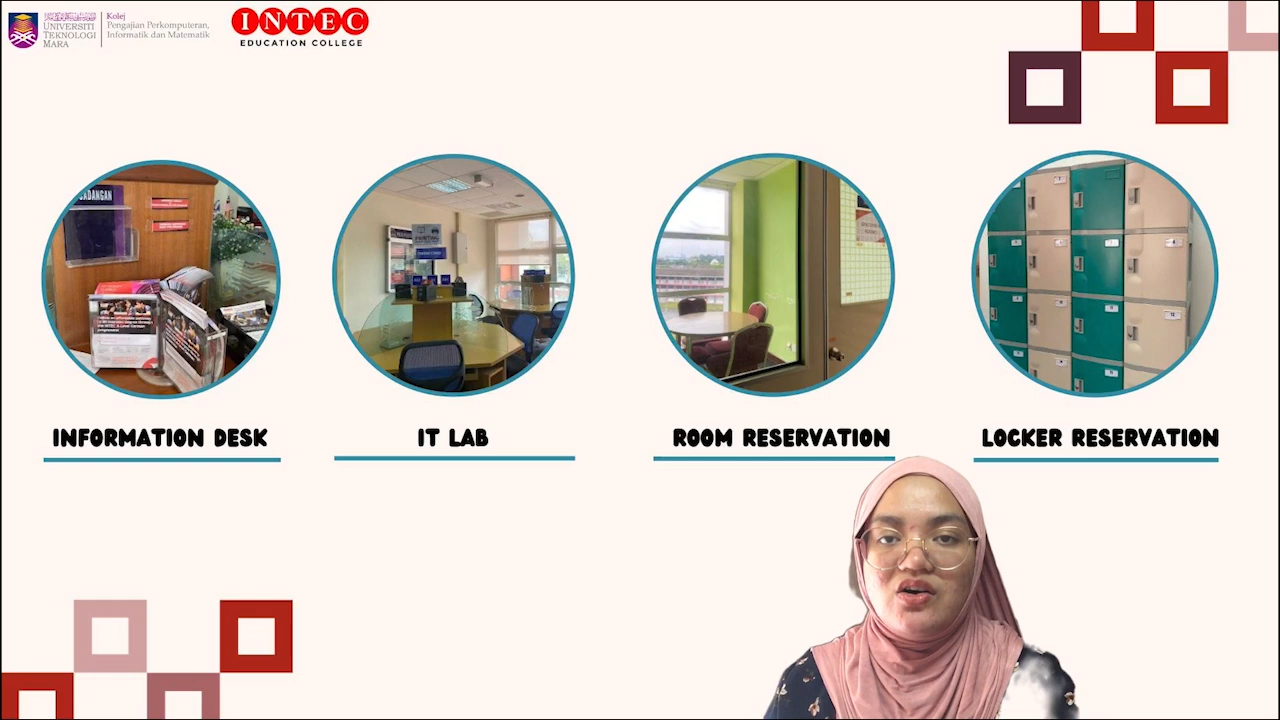 UNIVERSITI
TEKNOLOGI
MARA
Kolej
Pengajian Perkomputeran,
Informatik dan Matematik
INTEC
EDUCATION COLLEGE
INFORMATION DESK
IT LAB
ROOM RESERVATION
LOCKER RESERVATION